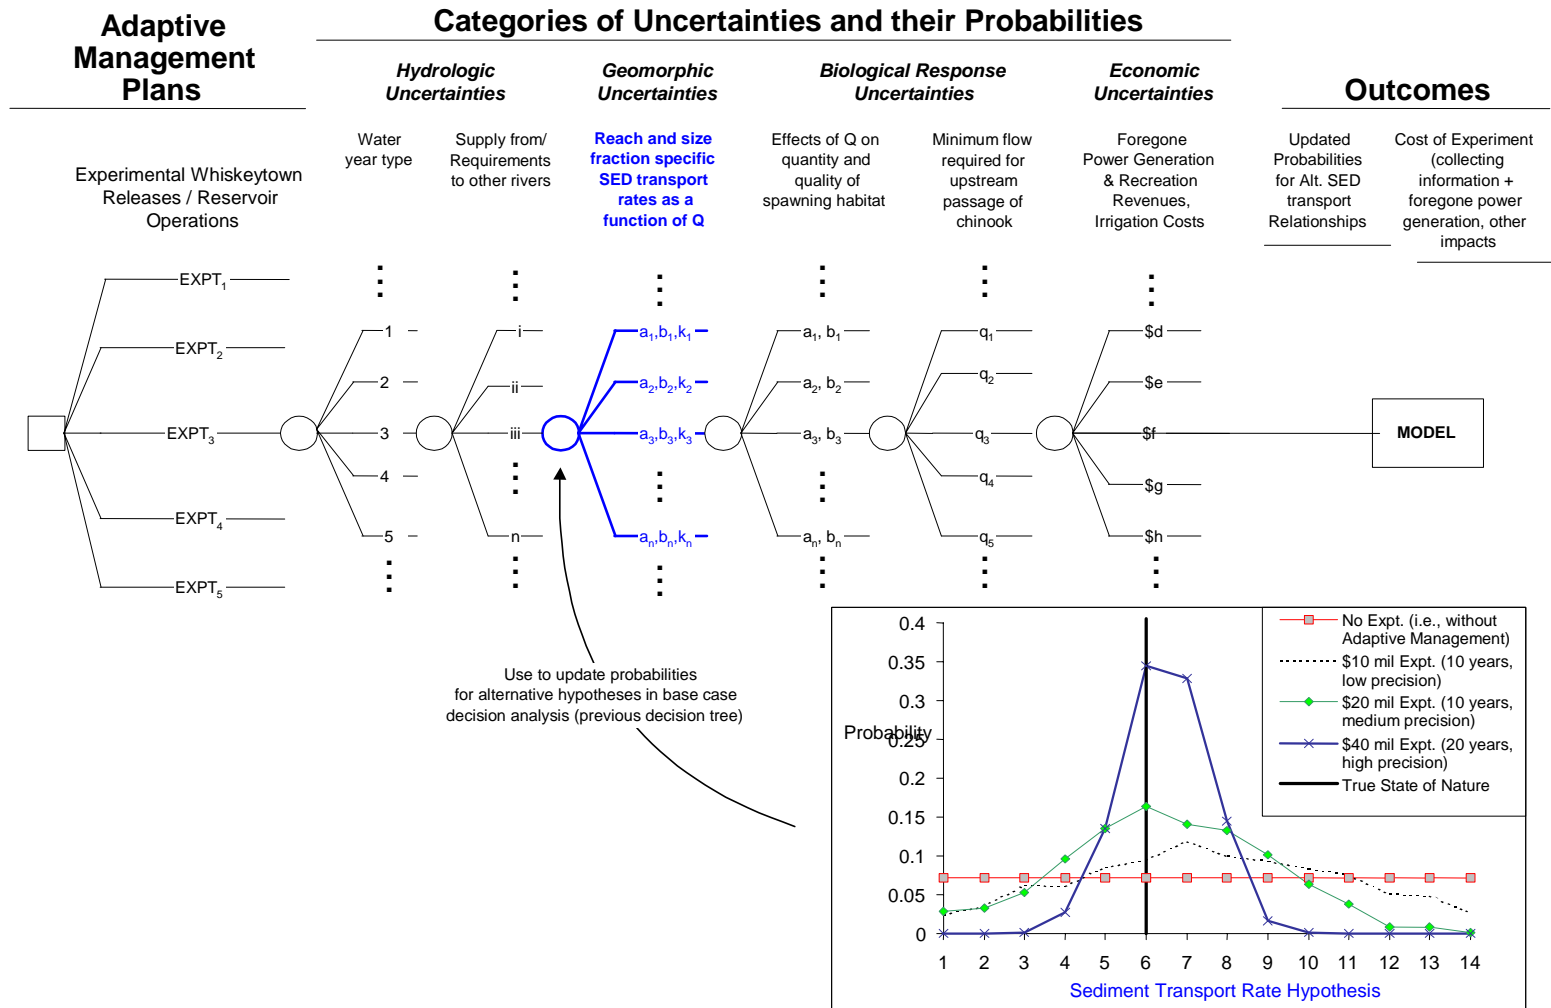 Adaptive
Management
Plans
Categories of Uncertainties and their Probabilities
Hydrologic
Uncertainties
Geomorphic
Uncertainties
Biological Response
Uncertainties
Economic
Uncertainties
Outcomes
Experimental Whiskeytown
Releases / Reservoir
Operations
Water
year type
Supply from/
Requirements
to other rivers
Reach and size
fraction specific
SED transport
rates as a
function of Q
Effects of Q on
quantity and
quality of
spawning habitat
Minimum flow
required for
upstream
passage of
chinook
Foregone
Power Generation
& Recreation
Revenues,
Irrigation Costs
Updated
Probabilities
for Alt. SED
transport
Relationships
Cost of Experiment
(collecting
information +
foregone power
generation, other
impacts
EXPT1
EXPT2
EXPT3
EXPT4
EXPT5
1
2
3
4
5
i
ii
iii
n
a1,b1,k1
a2,b2,k2
a3,b3,k3
an,bn,kn
a1, b1
a2, b2
a3, b3
an, bn
q1
q2
q3
q4
q5
$d
$e
$f
$g
$h
MODEL
Use to update probabilities
for alternative hypotheses in base case
decision analysis (previous decision tree)
Probability
0.4
0.35
0.3
0.25
0.2
0.15
0.1
0.05
0
1 2 3 4 5 6 7 8 9 10 11 12 13 14
Sediment Transport Rate Hypothesis
No Expt. (i.e., without
Adaptive Management)
$10 mil Expt. (10 years,
low precision)
$20 mil Expt. (10 years,
medium precision)
$40 mil Expt. (20 years,
high precision)
True State of Nature